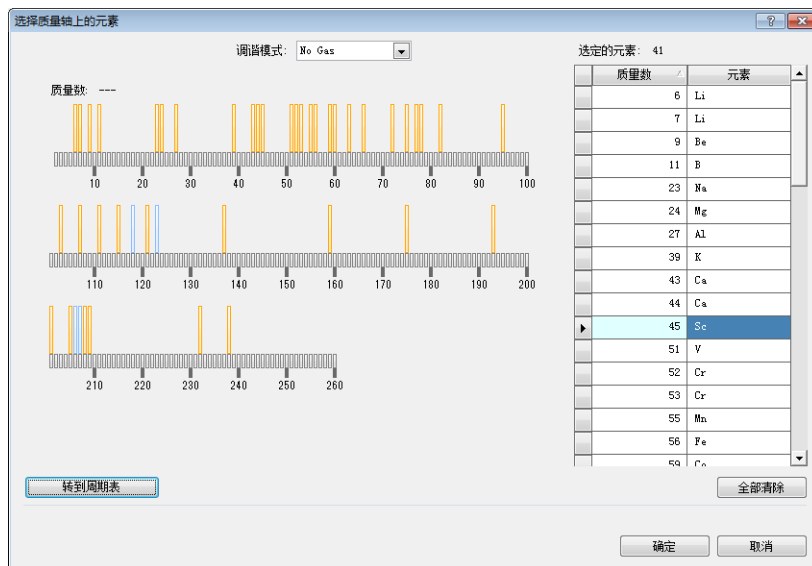 选择质量轴上的元素
调谐模式: No Gas
选定的元素: 41
质量数: ---
10 20 30 40 50 60 70 80 90 100
110 120 130 140 150 160 170 180 190 200
210 220 230 240 250 260
质量数 元素
6 Li
7 Li
9 Be
11 B
23 Na
24 Mg
27 Al
39 K
43 Ca
44 Ca
45 Sc
51 V
52 Cr
53 Cr
55 Mn
56 Fe
59 Co
转到周期表
全部清除
确定 取消